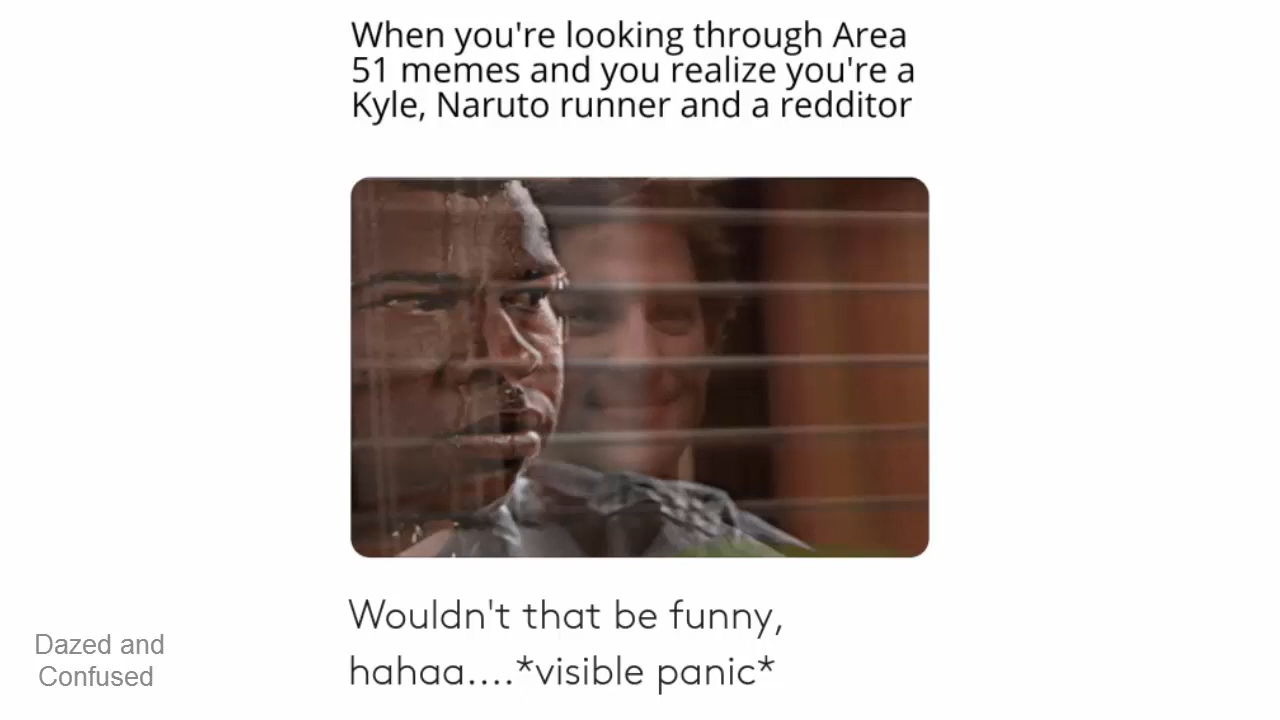 When you're looking through Area
51 memes and you realize you're a
Kyle, Naruto runner and a redditor
Wouldn't that be funny,
hahaa....*visible panic*
Dazed and
Confused